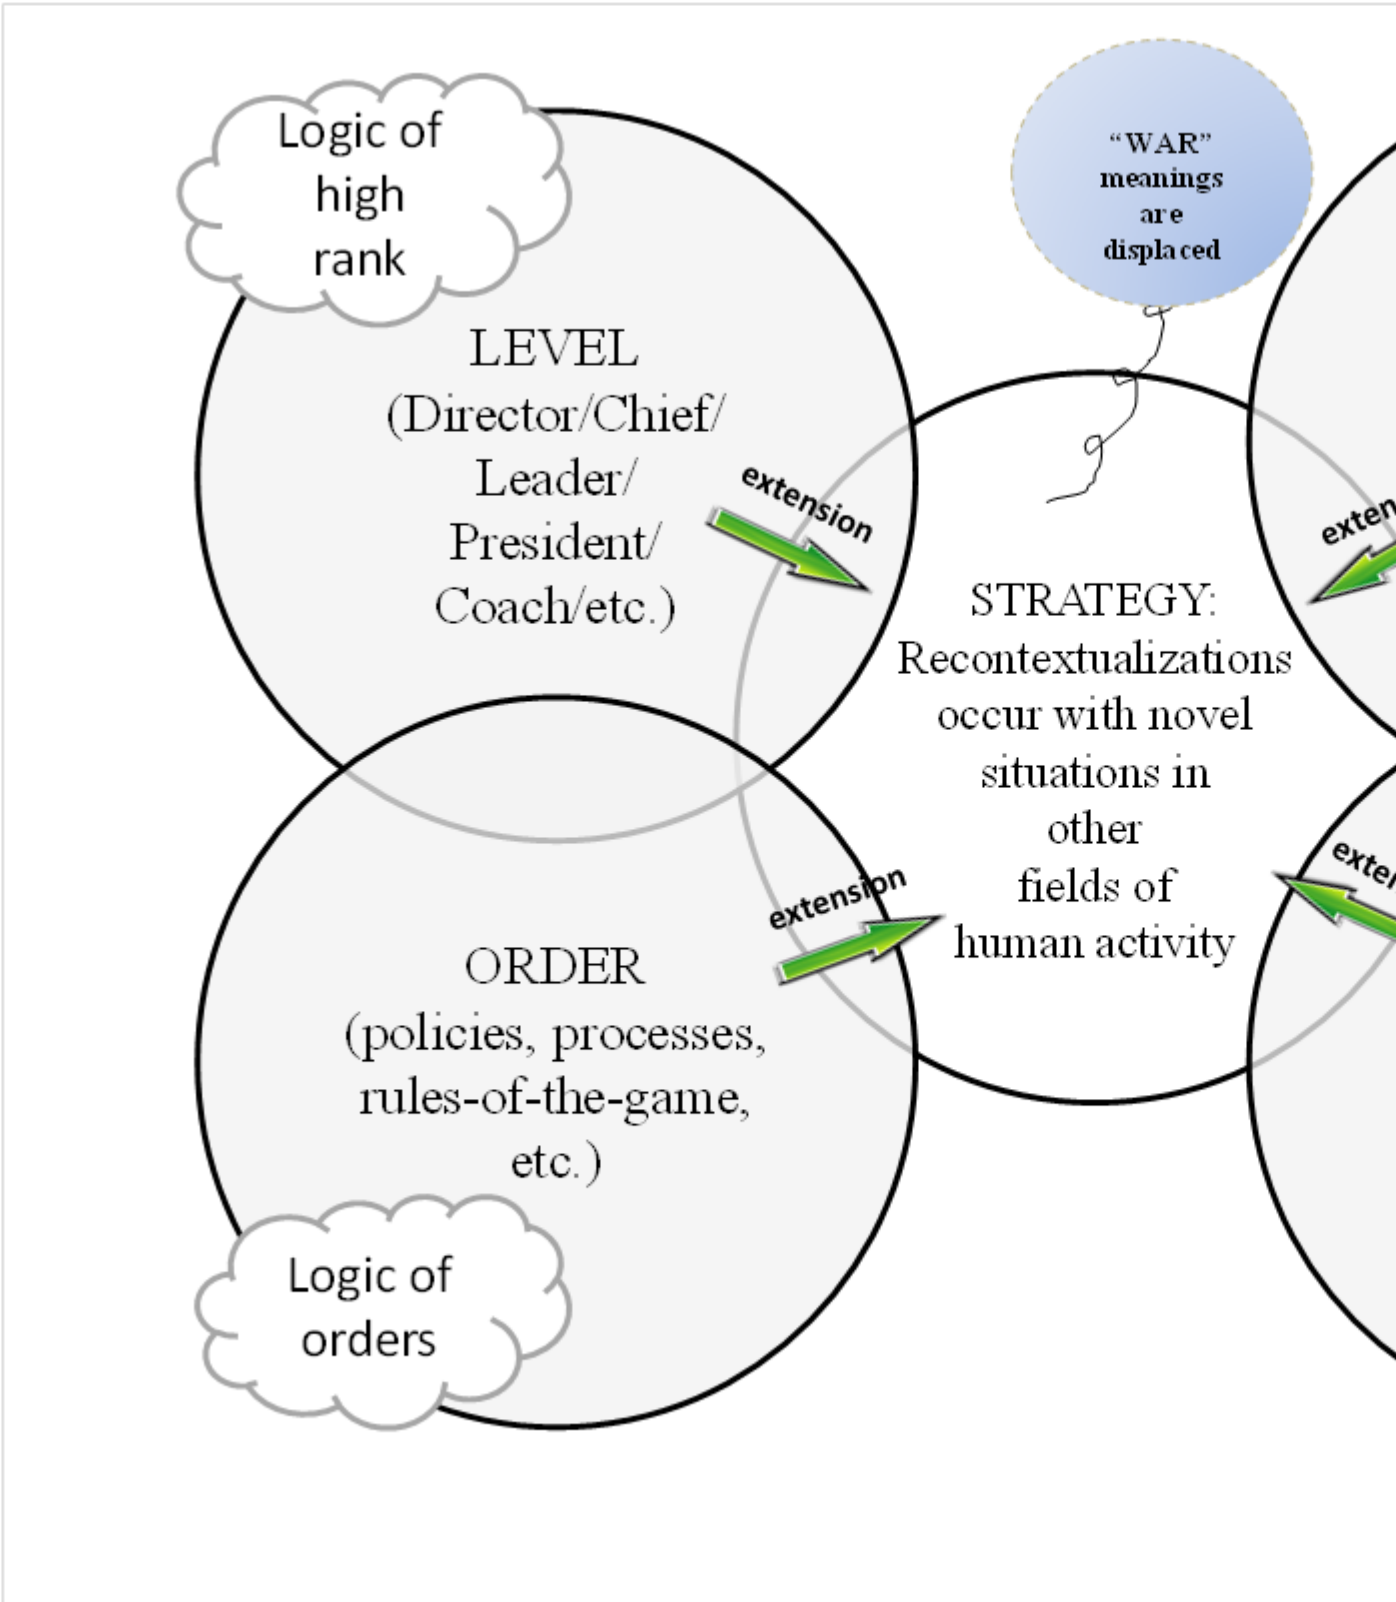 Logic of
high
rank
“WAR”
meanings
are
displaced
LEVEL
(Director/Chief/
Leader/
President/
Coach/etc.)
extension
STRATEGY:
Recontextualizations
occur with novel
situations in
other
fields of
human activity
extension
ORDER
(policies, processes,
rules-of-the-game,
etc.)
Logic of
orders